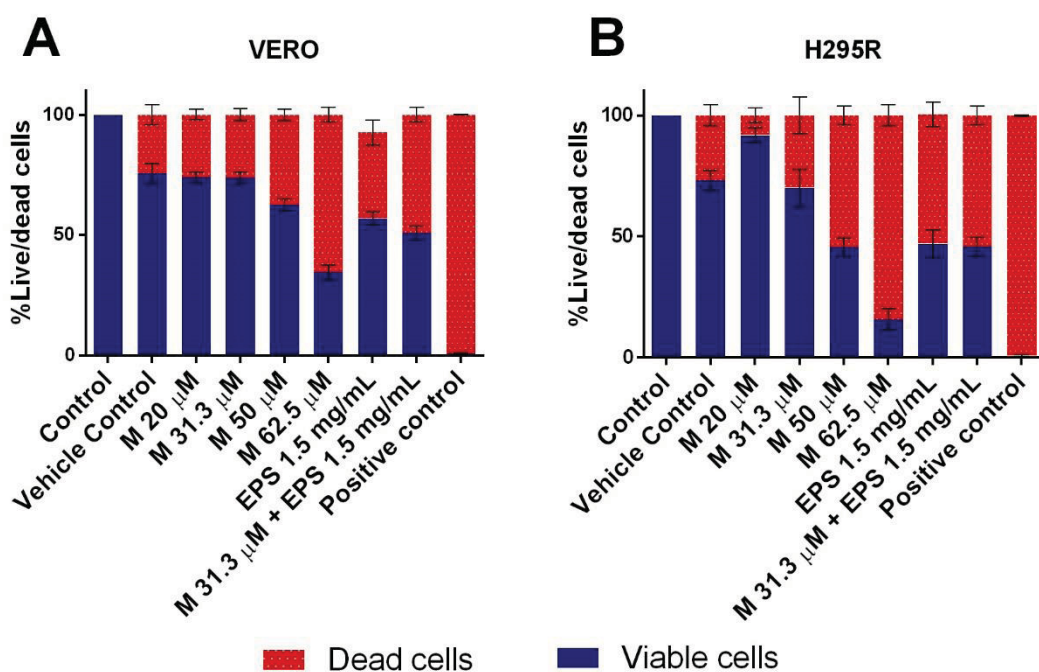 A
VERO
%Live/dead cells
100
50
0
Control
Vehicle Control
M 20 μM
M 31.3 μM
M 50 μM
M 62.5 μM
EPS 1.5 mg/mL
M 31.3 μM + EPS 1.5 mg/mL
Positive control
B
H295R
%Live/dead cells
100
50
0
Control
Vehicle Control
M 20 μM
M 31.3 μM
M 50 μM
M 62.5 μM
EPS 1.5 mg/mL
M 31.3 μM + EPS 1.5 mg/mL
Positive control
Dead cells
Viable cells